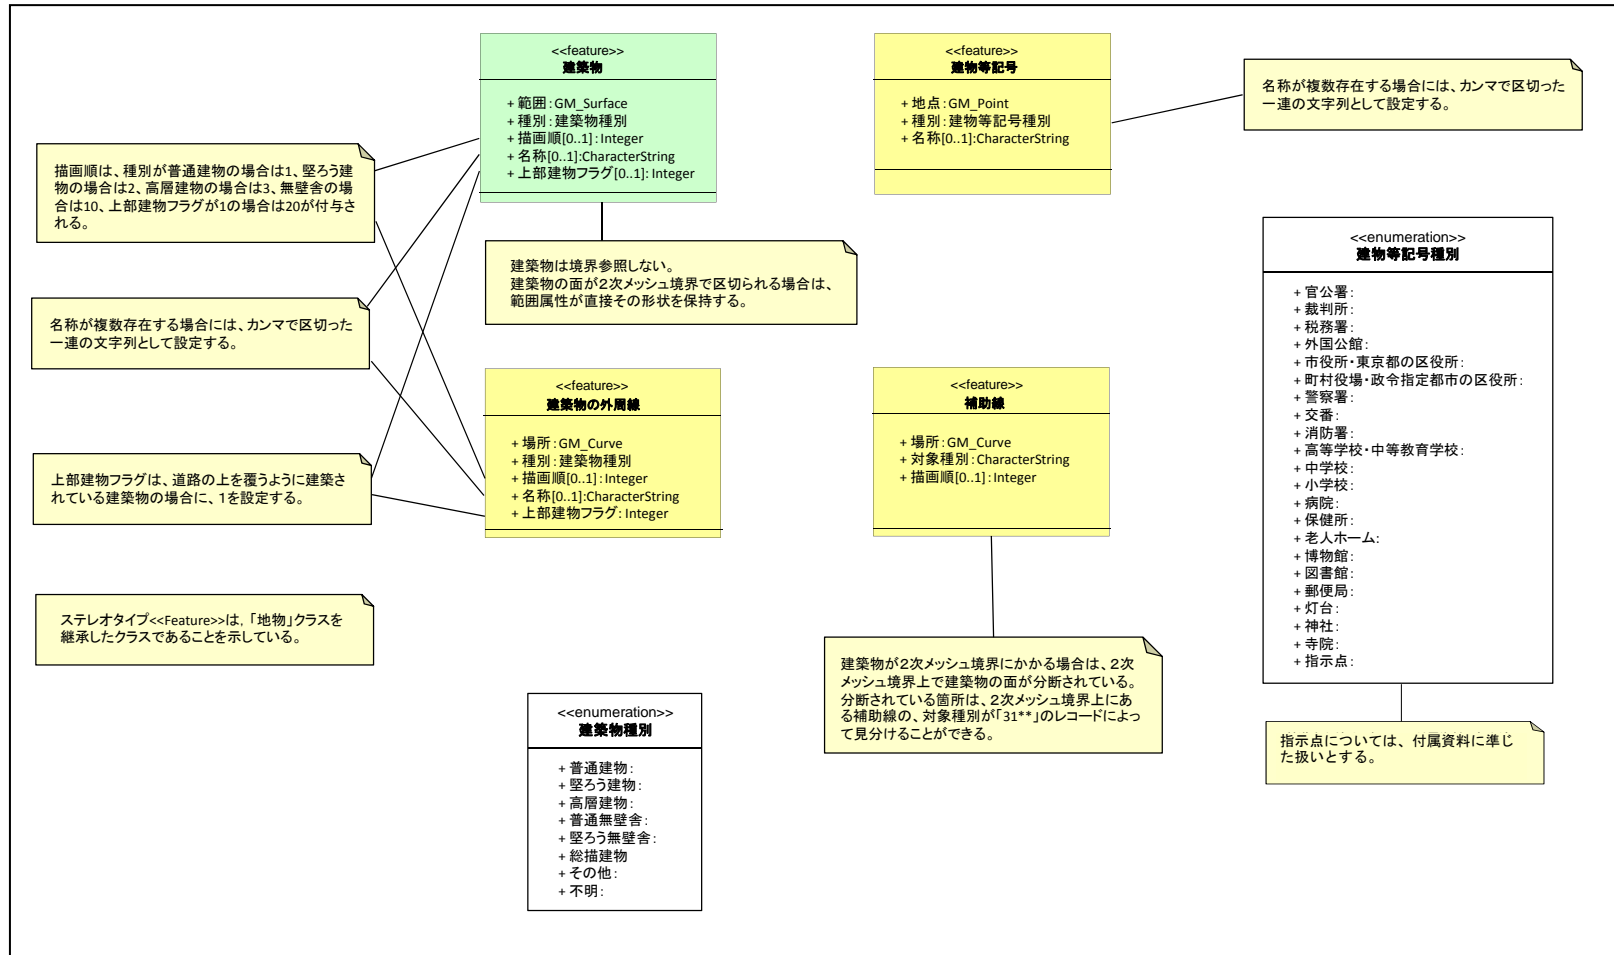 <<feature>>
建築物
+ 範囲:GM_Surface
+ 種別:建築物種別
+ 描画順[0..1]:Integer
+ 名称[0..1]:CharacterString
+ 上部建物フラグ[0..1]:Integer
<<feature>>
建物等記号
+ 地点:GM_Point
+ 種別:建物等記号種別
+ 名称[0..1]:CharacterString
名称が複数存在する場合には、カンマで区切った
一連の文字列として設定する。
描画順は、種別が普通建物の場合は1、堅ろう建
物の場合は2、高層建物の場合は3、無壁舎の場
合は10、上部建物フラグが1の場合は20が付与さ
れる。
建築物は境界参照しない。
建築物の面が2次メッシュ境界で区切られる場合は、
範囲属性が直接その形状を保持する。
名称が複数存在する場合には、カンマで区切った
一連の文字列として設定する。
<<feature>>
建築物の外周線
+ 場所:GM_Curve
+ 種別:建築物種別
+ 描画順[0..1]:Integer
+ 名称[0..1]:CharacterString
+ 上部建物フラグ:Integer
<<feature>>
補助線
+ 場所:GM_Curve
+ 対象種別:CharacterString
+ 描画順[0..1]:Integer
<<enumeration>>
建物等記号種別
+ 官公署:
+ 裁判所:
+ 税務署:
+ 外国公館:
+ 市役所・東京都の区役所:
+ 町村役場・政令指定都市の区役所:
+ 警察署:
+ 交番:
+ 消防署:
+ 高等学校・中等教育学校:
+ 中学校:
+ 小学校:
+ 病院:
+ 保健所:
+ 老人ホーム:
+ 博物館:
+ 図書館:
+ 郵便局:
+ 灯台:
+ 神社:
+ 寺院:
+ 指示点:
上部建物フラグは、道路の上を覆うように建築さ
れている建築物の場合に、1を設定する。
ステレオタイプ<<Feature>>は,「地物」クラスを
継承したクラスであることを示している。
建築物が2次メッシュ境界にかかる場合は、2次
メッシュ境界上で建築物の面が分断されている。
分断されている箇所は、2次メッシュ境界上にあ
る補助線の、対象種別が「31**」のレコードによっ
て見分けることができる。
<<enumeration>>
建築物種別
+ 普通建物:
+ 堅ろう建物:
+ 高層建物:
+ 普通無壁舎:
+ 堅ろう無壁舎:
+ 総描建物
+ その他:
+ 不明:
指示点については、付属資料に準じ
た扱いとする。